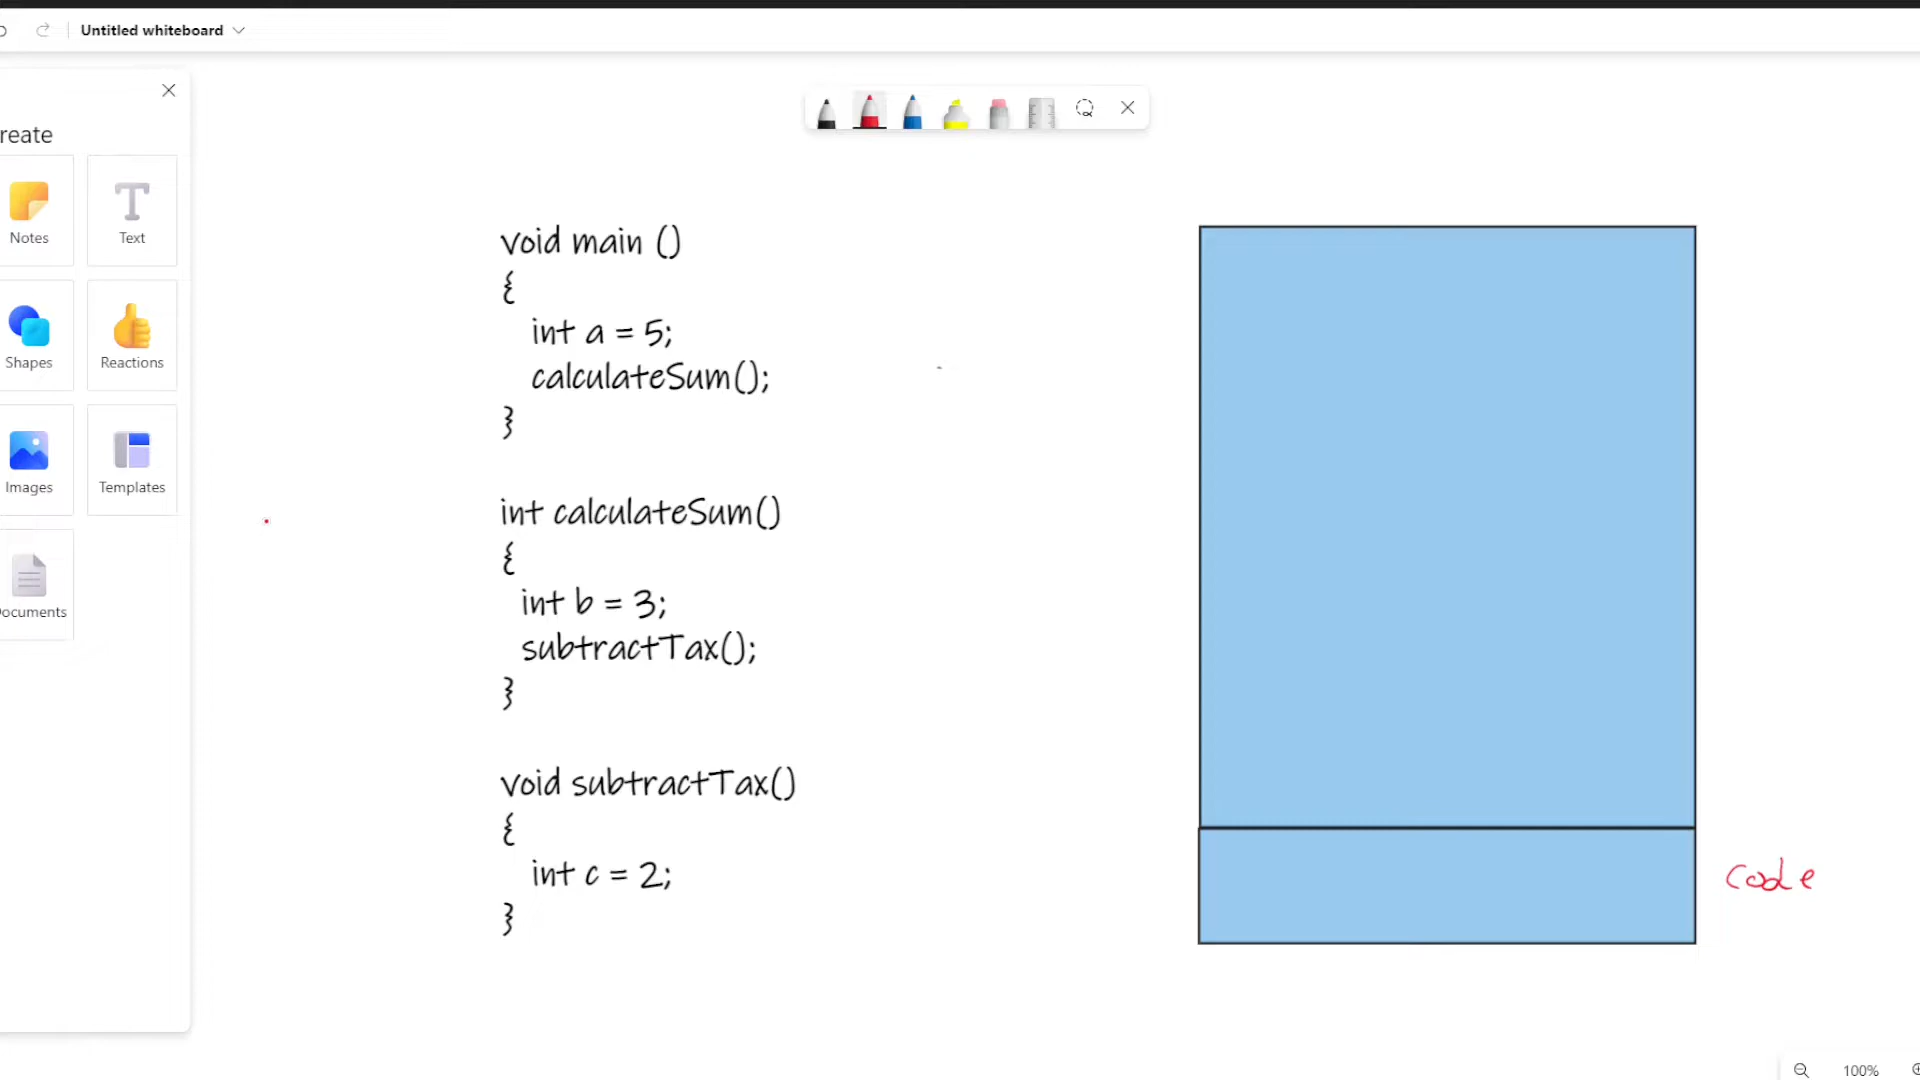 Untitled whiteboard
reate
Notes
Text
Shapes
Reactions
Images
Templates
ocuments
void main ()
{
int a = 5;
calculateSum();
}
int calculateSum()
{
int b = 3;
subtractTax();
}
void subtractTax()
{
int c = 2;
}
Code
100%